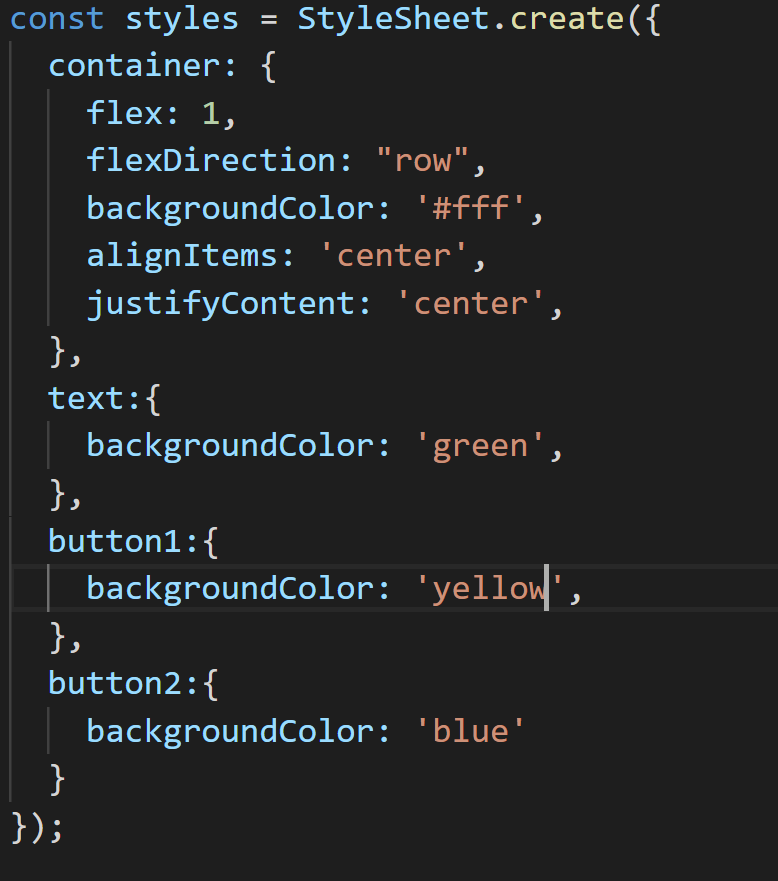 const styles = StyleSheet.create({
  container: {
    flex: 1,
    flexDirection: "row",
    backgroundColor: '#fff',
    alignItems: 'center',
    justifyContent: 'center',
  },
  text:{
    backgroundColor: 'green',
  },
  button1:{
    backgroundColor: 'yellow',
  },
  button2:{
    backgroundColor: 'blue'
  }
});